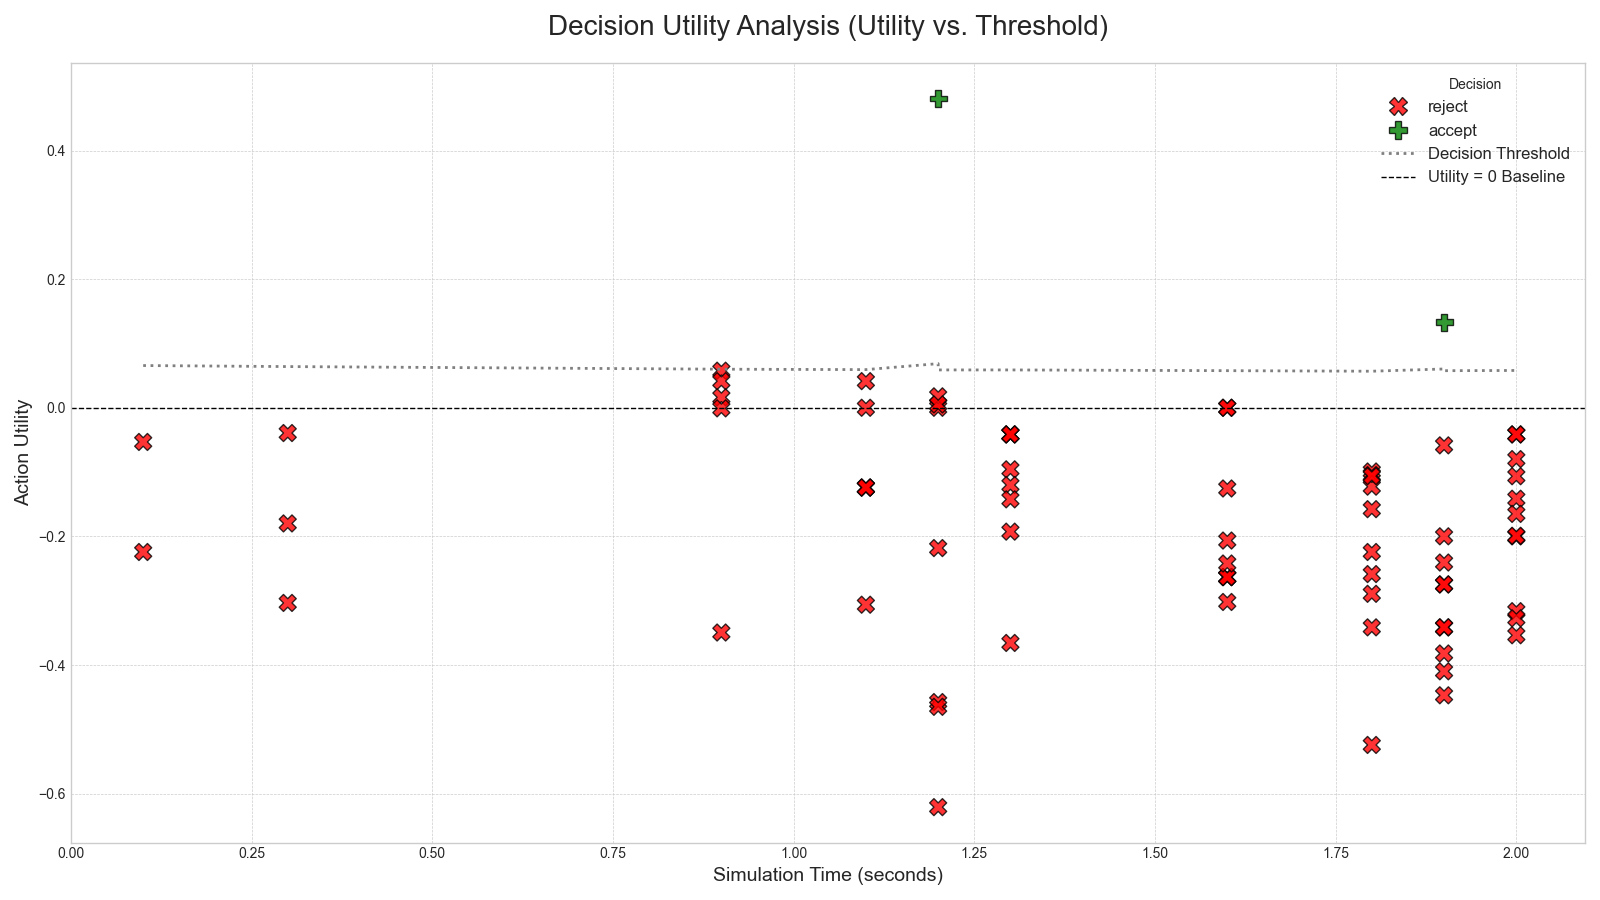 Decision Utility Analysis (Utility vs. Threshold)
Decision
reject
accept
Decision Threshold
Utility = 0 Baseline
Action Utility
0.4
0.2
0.0
−0.2
−0.4
−0.6
0.00 0.25 0.50 0.75 1.00 1.25 1.50 1.75 2.00
Simulation Time (seconds)